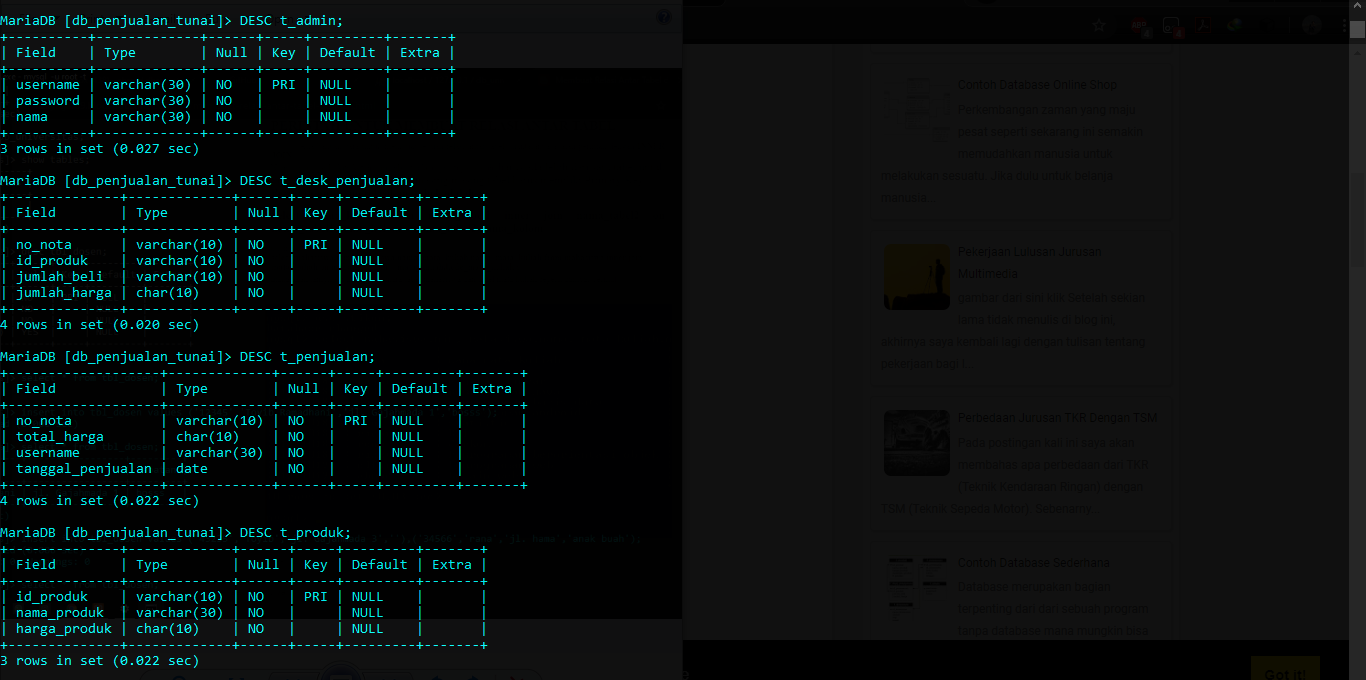 MariaDB [db_penjualan_tunai]> DESC t_admin;
+----------+-------------+------+-----+---------+-------+
| Field    | Type        | Null | Key | Default | Extra |
+----------+-------------+------+-----+---------+-------+
| username | varchar(30) | NO   | PRI | NULL    |       |
| password | varchar(30) | NO   |     | NULL    |       |
| nama     | varchar(30) | NO   |     | NULL    |       |
+----------+-------------+------+-----+---------+-------+
3 rows in set (0.027 sec)
MariaDB [db_penjualan_tunai]> DESC t_desk_penjualan;
+--------------+-------------+------+-----+---------+-------+
| Field        | Type        | Null | Key | Default | Extra |
+--------------+-------------+------+-----+---------+-------+
| no_nota      | varchar(10) | NO   | PRI | NULL    |       |
| id_produk    | varchar(10) | NO   |     | NULL    |       |
| jumlah_beli  | varchar(10) | NO   |     | NULL    |       |
| jumlah_harga | char(10)    | NO   |     | NULL    |       |
+--------------+-------------+------+-----+---------+-------+
4 rows in set (0.020 sec)
MariaDB [db_penjualan_tunai]> DESC t_penjualan;
+-------------------+-------------+------+-----+---------+-------+
| Field             | Type        | Null | Key | Default | Extra |
+-------------------+-------------+------+-----+---------+-------+
| no_nota           | varchar(10) | NO   | PRI | NULL    |       |
| total_harga       | char(10)    | NO   |     | NULL    |       |
| username          | varchar(30) | NO   |     | NULL    |       |
| tanggal_penjualan | date        | NO   |     | NULL    |       |
+-------------------+-------------+------+-----+---------+-------+
4 rows in set (0.022 sec)
MariaDB [db_penjualan_tunai]> DESC t_produk;
+--------------+-------------+------+-----+---------+-------+
| Field        | Type        | Null | Key | Default | Extra |
+--------------+-------------+------+-----+---------+-------+
| id_produk    | varchar(10) | NO   | PRI | NULL    |       |
| nama_produk  | varchar(30) | NO   |     | NULL    |       |
| harga_produk | char(10)    | NO   |     | NULL    |       |
+--------------+-------------+------+-----+---------+-------+
3 rows in set (0.022 sec)
Contoh Database Online Shop
Perkembangan zaman yang maju
pesat seperti sekarang ini semakin
memudahkan manusia untuk
melakukan sesuatu. Jika dulu untuk belanja
manusia...
Pekerjaan Lulusan Jurusan
Multimedia
gambar dari sini klik Setelah sekian
lama tidak menulis di blog ini,
akhirnya saya kembali lagi dengan tulisan tentang
pekerjaan bagi l...
Perbedaan Jurusan TKR Dengan TSM
Pada postingan kali ini saya akan
membahas apa perbedaan dari TKR
(Teknik Kendaraan Ringan) dengan
TSM (Teknik Sepeda Motor). Sebenarnya...
Contoh Database Sederhana
Database merupakan bagian
terpenting dari dari sebuah program
tanpa database masa mungkin bisa
Got it!